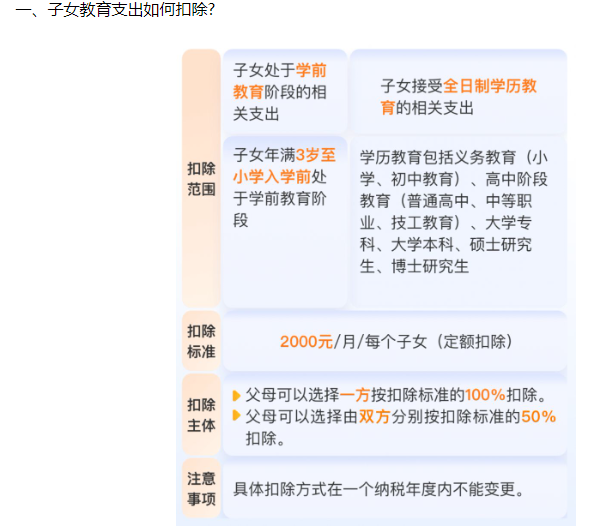 一、子女教育支出如何扣除?
扣除
范围
子女处于学前
教育阶段的相
关支出
子女接受全日制学历教
育的相关支出
子女年满3岁至
小学入学前处
于学前教育阶
段
学历教育包括义务教育（小
学、初中教育）、高中阶段
教育（普通高中、中等职
业、技工教育）、大学专
科、大学本科、硕士研究
生、博士研究生
扣除
标准
2000元/月/每个子女（定额扣除）
扣除
主体
父母可以选择一方按扣除标准的100%扣除。
父母可以选择由双方分别按扣除标准的50%
扣除。
注意
事项
具体扣除方式在一个纳税年度内不能变更。